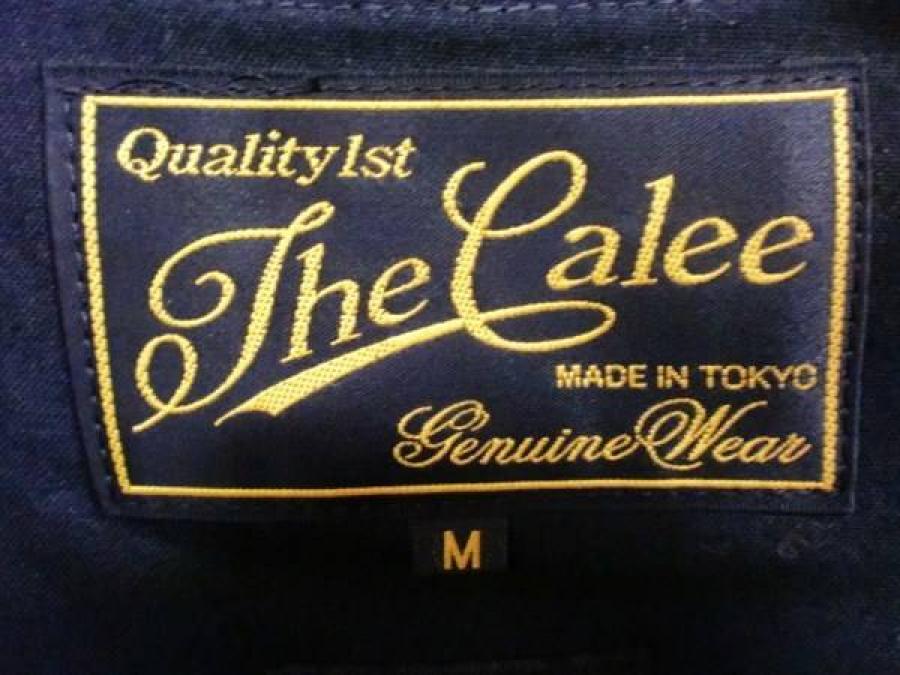 Quality 1st
The Calee
MADE IN TOKYO
Genuine Wear
M